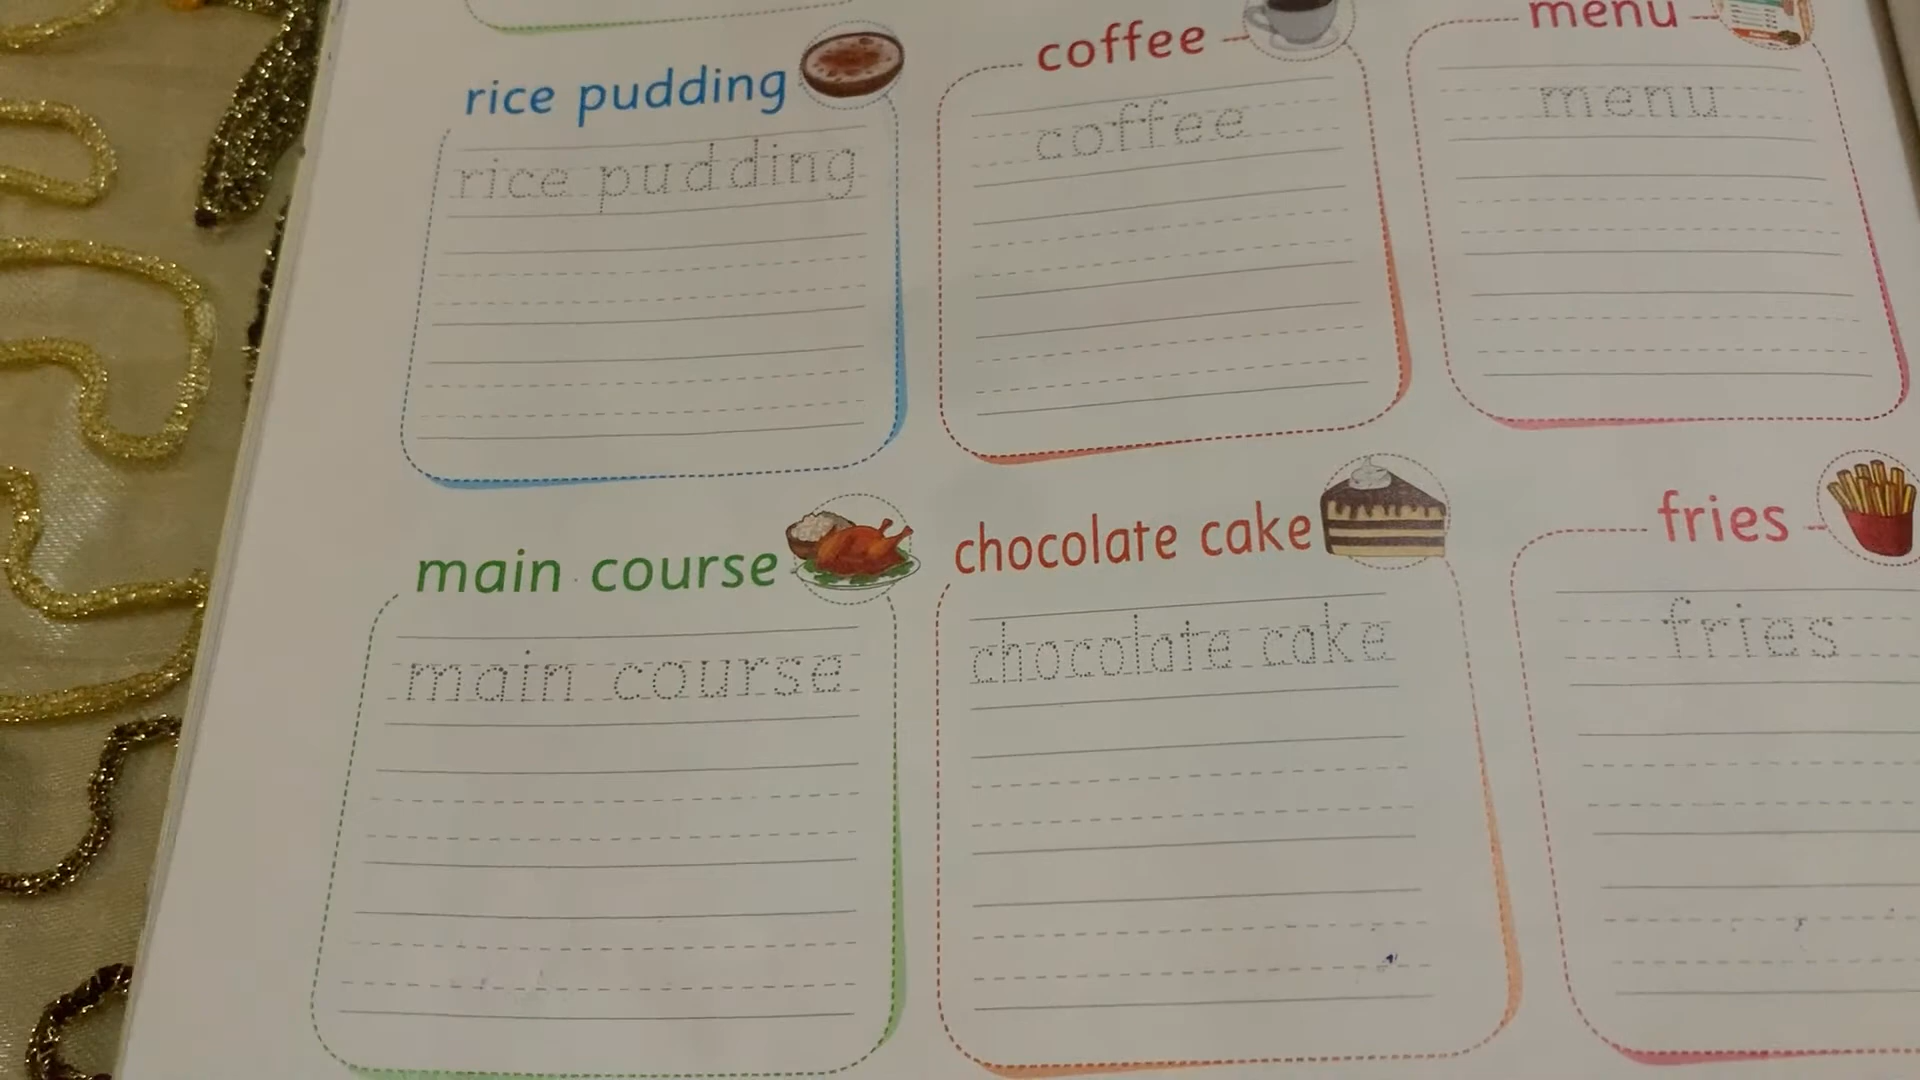 rice pudding
rice pudding
coffee
coffee
menu
menu
main course
main course
chocolate cake
chocolate cake
fries
fries